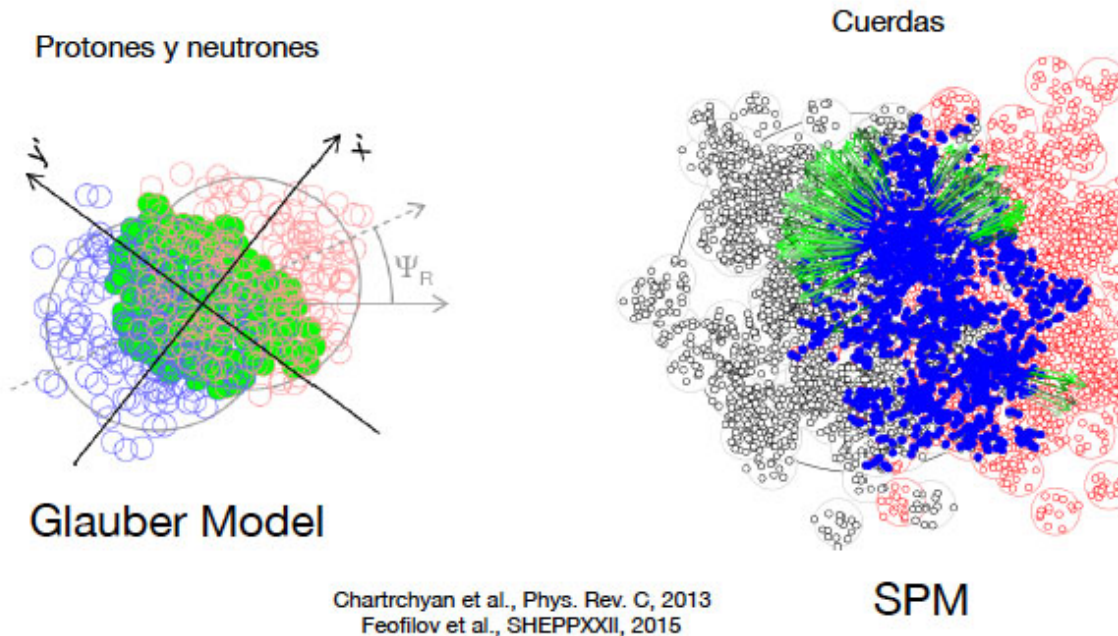 Protones y neutrones
Cuerdas
y'
x'
Ψ_R
Glauber Model
SPM
Chartrchyan et al., Phys. Rev. C, 2013
Feofilov et al., SHEPPXXII, 2015